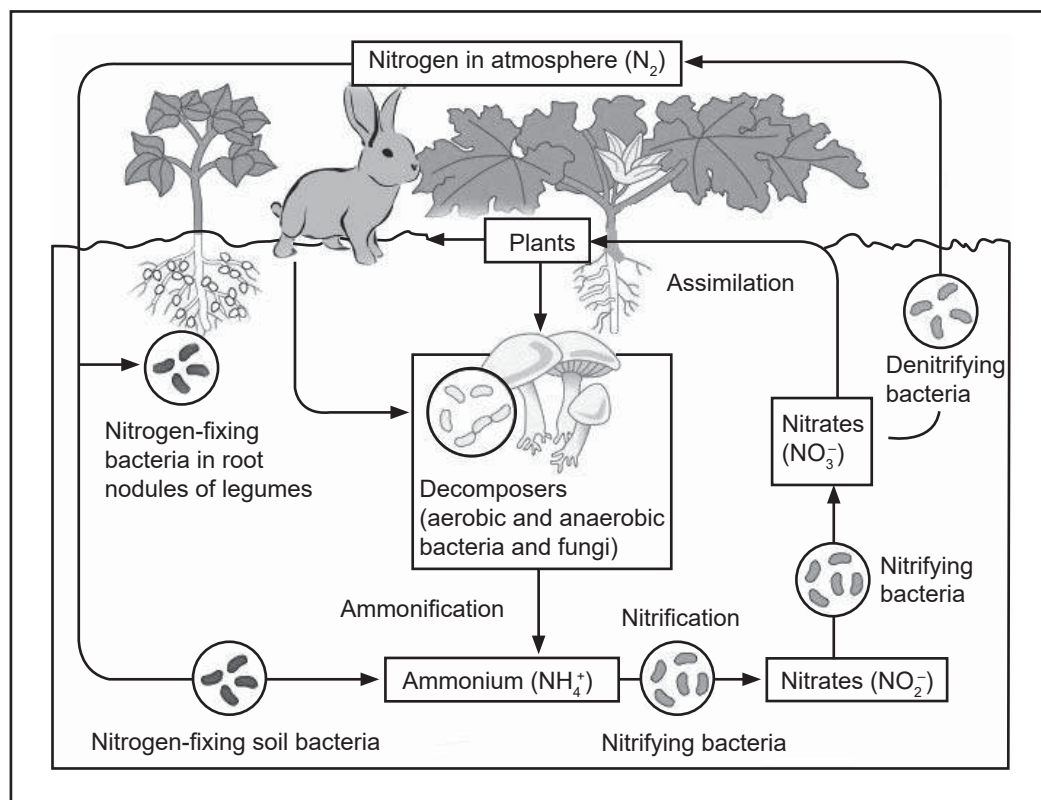 Nitrogen in atmosphere (N₂)
Plants
Assimilation
Denitrifying
bacteria
Nitrogen-fixing
bacteria in root
nodules of legumes
Nitrates
(NO₃⁻)
Decomposers
(aerobic and anaerobic
bacteria and fungi)
Nitrifying
bacteria
Ammonification
Nitrification
Ammonium (NH₄⁺)
Nitrates (NO₂⁻)
Nitrogen-fixing soil bacteria
Nitrifying bacteria